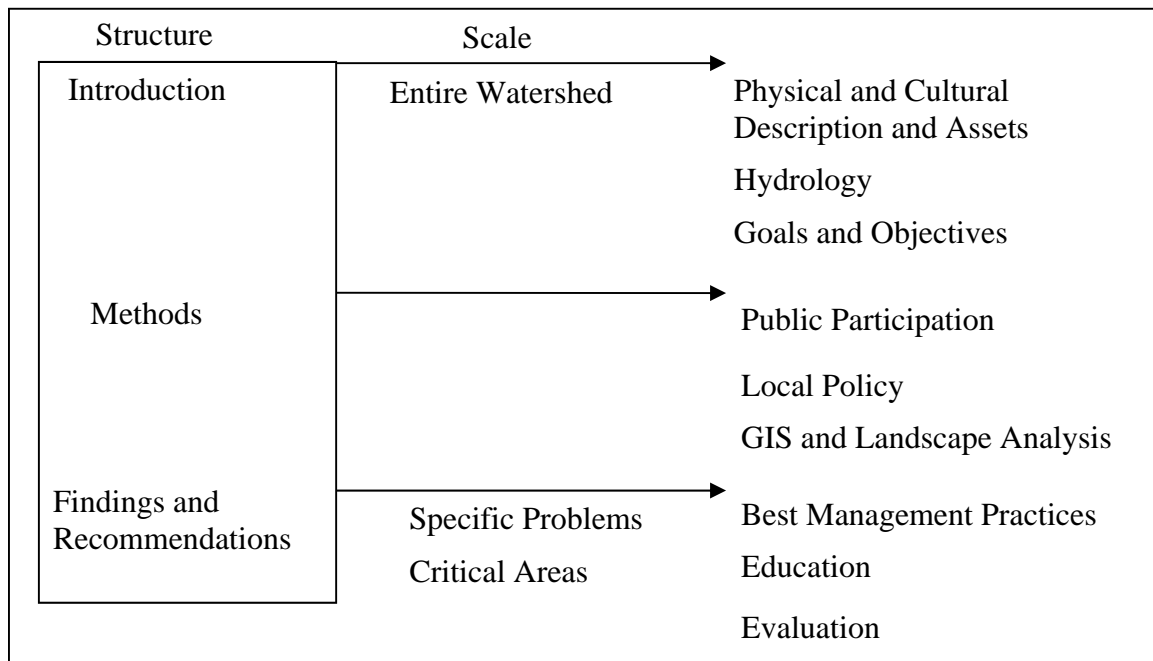 Structure
Scale
Introduction
Entire Watershed
Physical and Cultural
Description and Assets
Hydrology
Goals and Objectives
Methods
Public Participation
Local Policy
GIS and Landscape Analysis
Findings and
Recommendations
Specific Problems
Critical Areas
Best Management Practices
Education
Evaluation